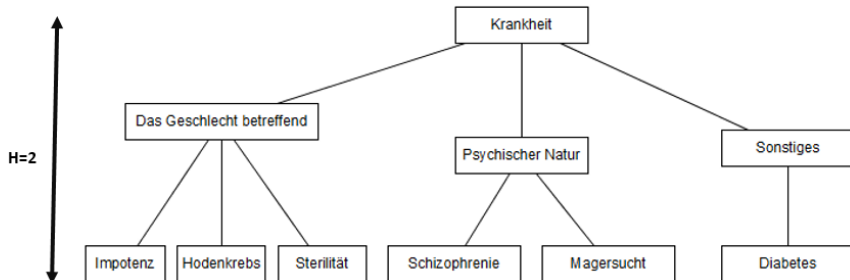 Krankheit
Das Geschlecht betreffend
Psychischer Natur
Sonstiges
H=2
Impotenz
Hodenkrebs
Sterilität
Schizophrenie
Magersucht
Diabetes